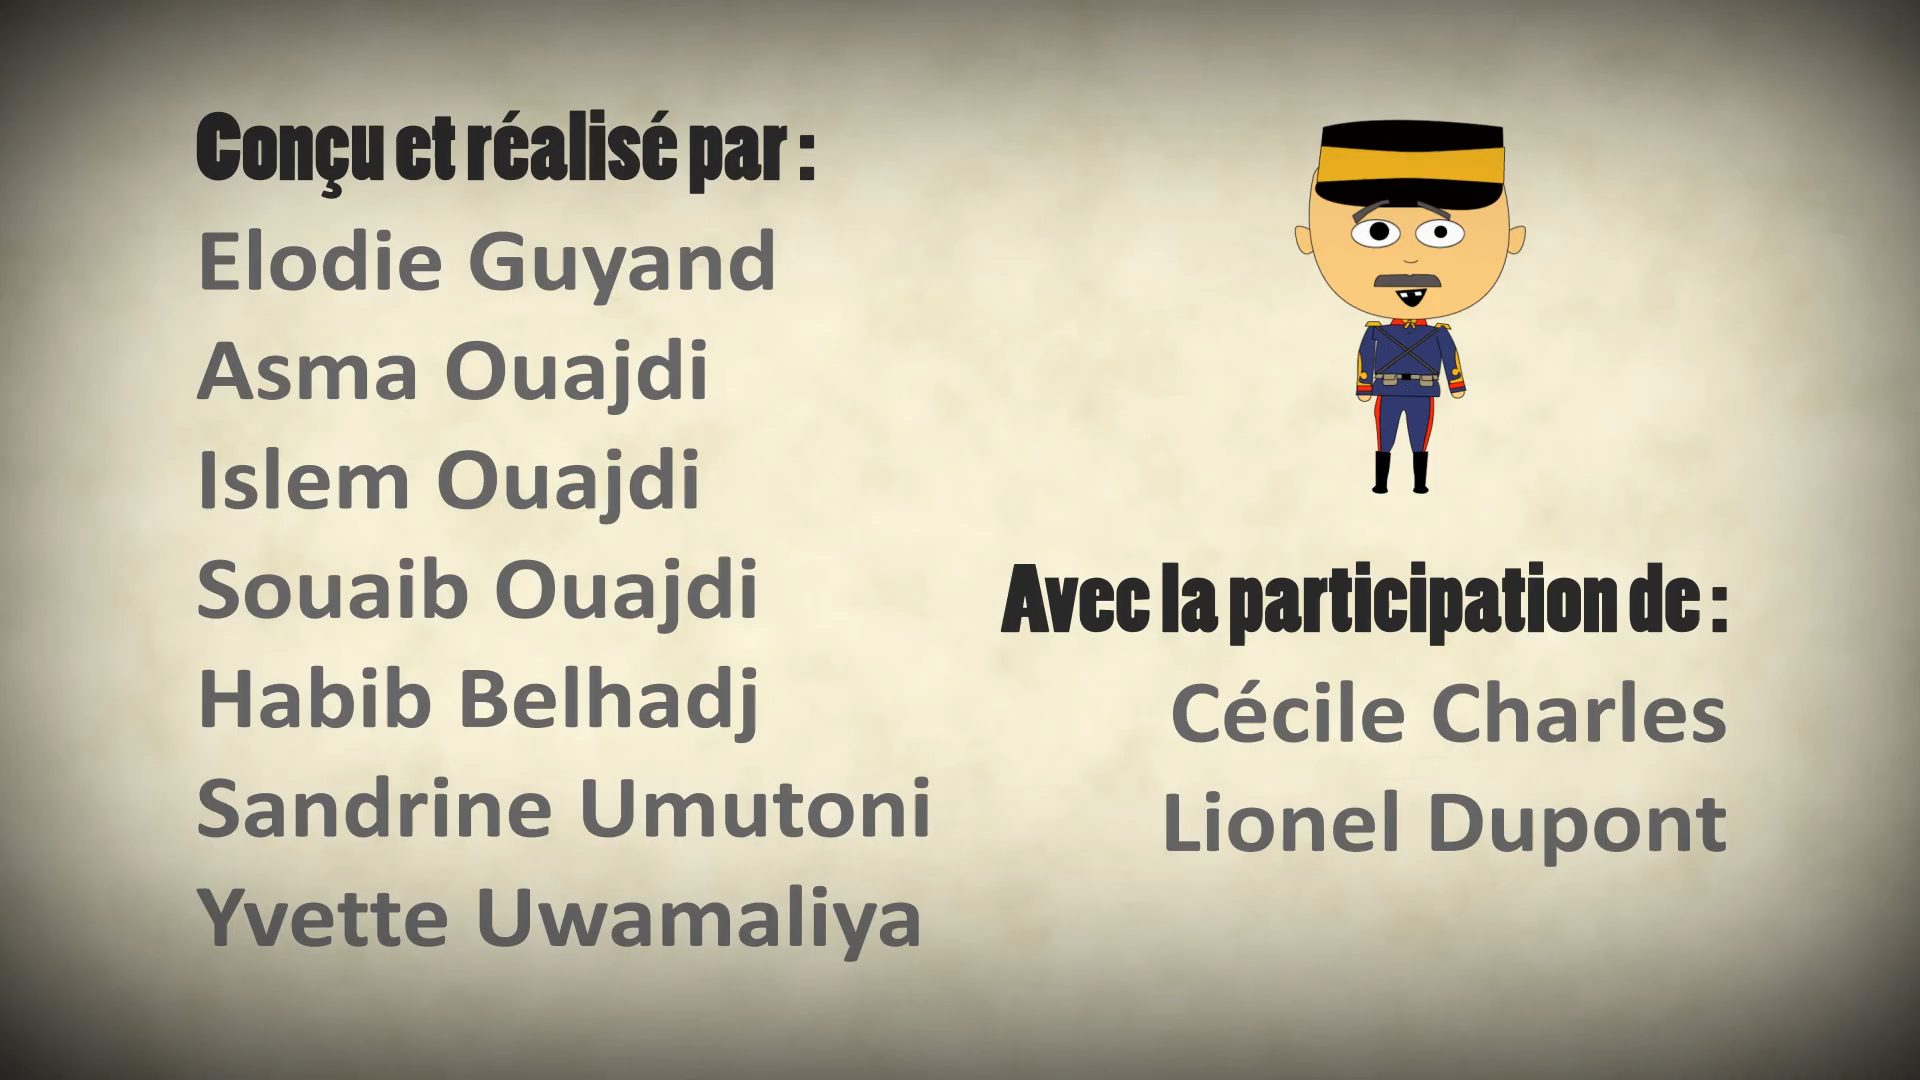 Conçu et réalisé par :
Elodie Guyand
Asma Ouajdi
Islem Ouajdi
Souaib Ouajdi
Habib Belhadj
Sandrine Umutoni
Yvette Uwamaliya
Avec la participation de :
Cécile Charles
Lionel Dupont